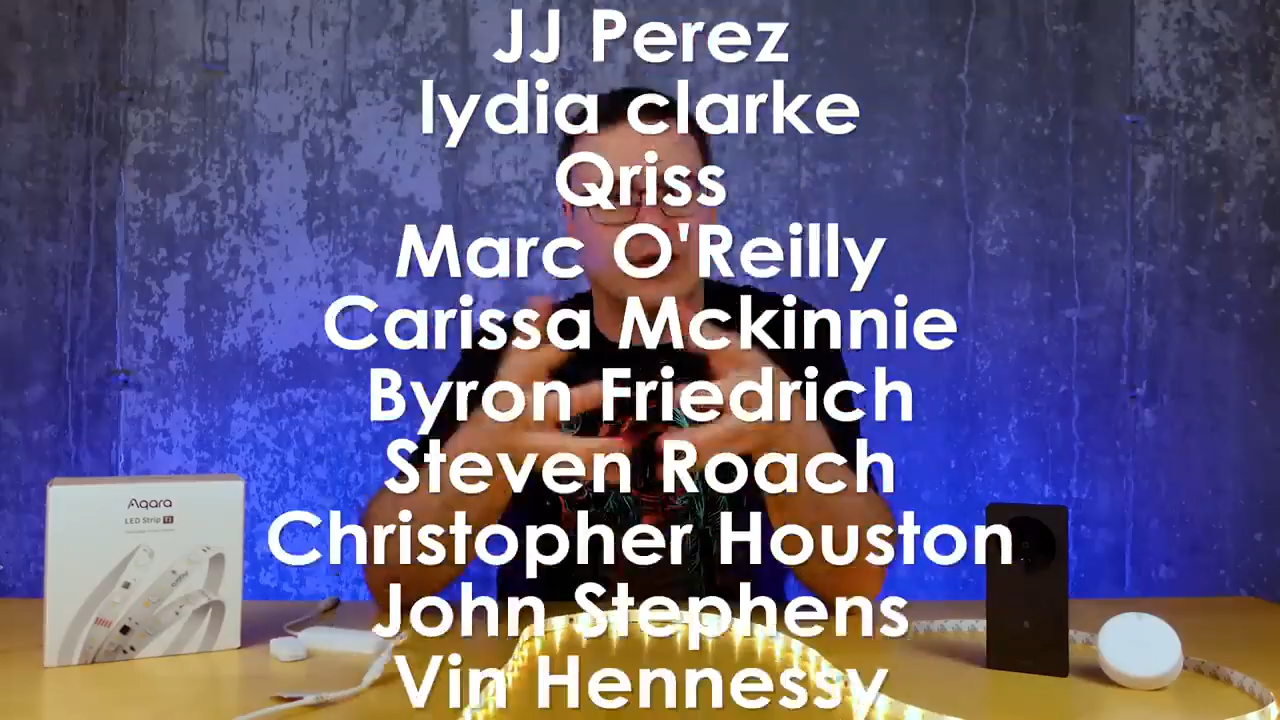 JJ Perez
lydia clarke
Qriss
Marc O'Reilly
Carissa Mckinnie
Byron Friedrich
Steven Roach
Christopher Houston
John Stephens
Vin Hennessy
Aqara
LED Strip T1